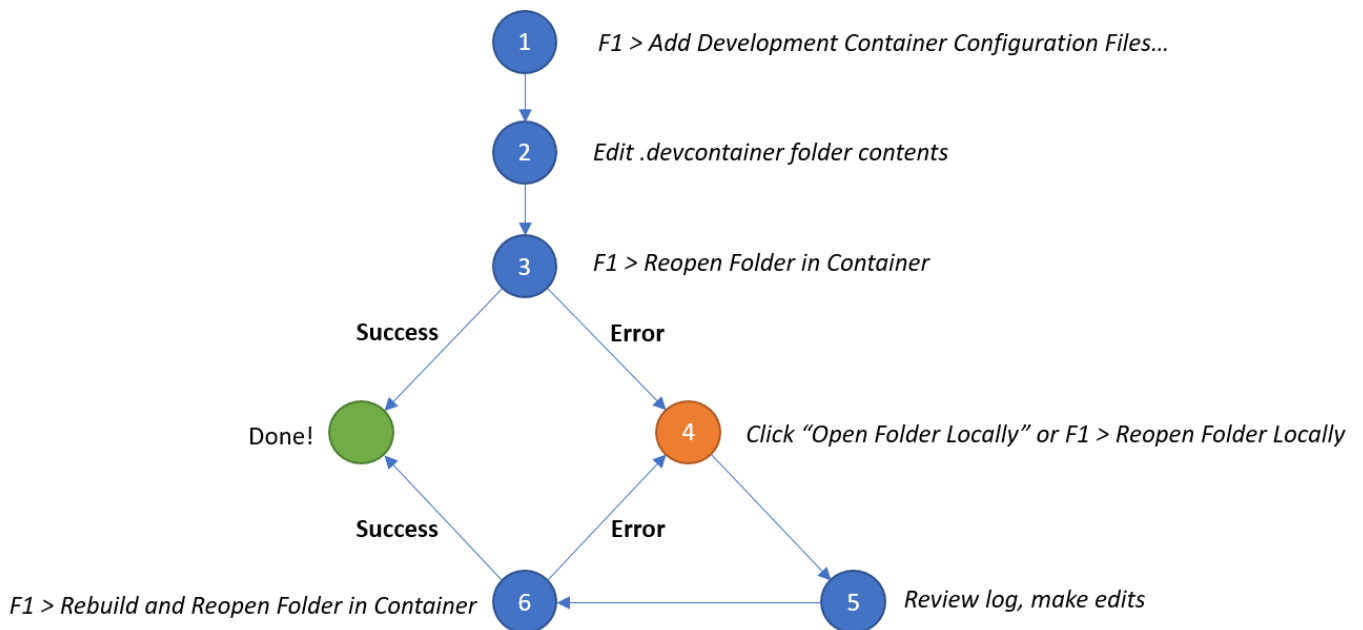 1
F1 > Add Development Container Configuration Files…
2
Edit .devcontainer folder contents
3
F1 > Reopen Folder in Container
Success
Error
Done!
4
Click “Open Folder Locally” or F1 > Reopen Folder Locally
Success
Error
F1 > Rebuild and Reopen Folder in Container
6
5
Review log, make edits